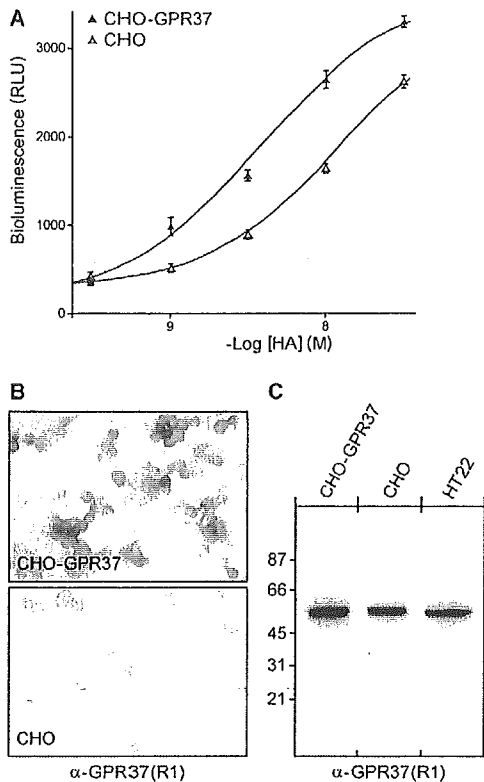 A
CHO-GPR37
CHO
Bioluminescence (RLU)
3000
2000
1000
0
9
8
-Log [HA] (M)
B
CHO-GPR37
CHO
α-GPR37(R1)
C
CHO-GPR37
CHO
HT22
87
66
45
31
21
α-GPR37(R1)